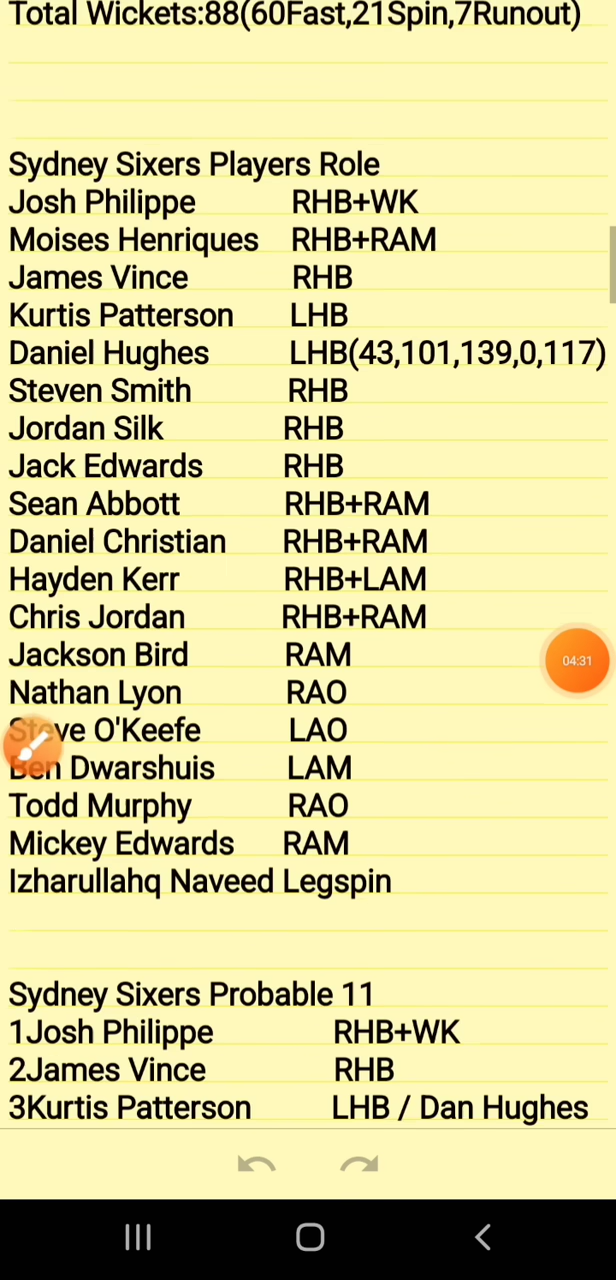 Total Wickets:88(60Fast,21Spin,7Runout)
Sydney Sixers Players Role
Josh Philippe RHB+WK
Moises Henriques RHB+RAM
James Vince RHB
Kurtis Patterson LHB
Daniel Hughes LHB(43,101,139,0,117)
Steven Smith RHB
Jordan Silk RHB
Jack Edwards RHB
Sean Abbott RHB+RAM
Daniel Christian RHB+RAM
Hayden Kerr RHB+LAM
Chris Jordan RHB+RAM
Jackson Bird RAM
04:31
Nathan Lyon RAO
Steve O'Keefe LAO
Ben Dwarshuis LAM
Todd Murphy RAO
Mickey Edwards RAM
Izharullahq Naveed Legspin
Sydney Sixers Probable 11
1Josh Philippe RHB+WK
2James Vince RHB
3Kurtis Patterson LHB / Dan Hughes